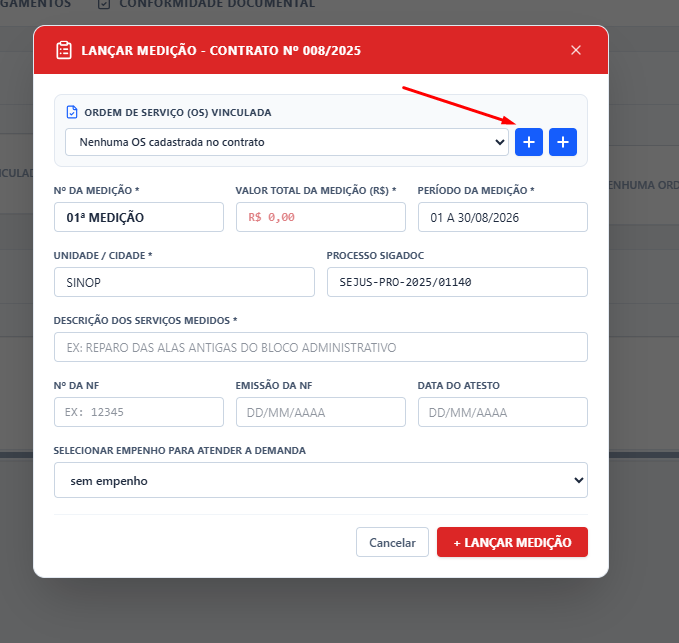 GAMENTOS CONFORMIDADE DOCUMENTAL
LANÇAR MEDIÇÃO - CONTRATO Nº 008/2025
ORDEM DE SERVIÇO (OS) VINCULADA
Nenhuma OS cadastrada no contrato
NCULAD
ENHUMA ORD
Nº DA MEDIÇÃO * VALOR TOTAL DA MEDIÇÃO (R$) * PERÍODO DA MEDIÇÃO *
01ª MEDIÇÃO R$ 0,00 01 A 30/08/2026
UNIDADE / CIDADE * PROCESSO SIGADOC
SINOP SEJUS-PRO-2025/01140
DESCRIÇÃO DOS SERVIÇOS MEDIDOS *
EX: REPARO DAS ALAS ANTIGAS DO BLOCO ADMINISTRATIVO
Nº DA NF EMISSÃO DA NF DATA DO ATESTO
EX: 12345 DD/MM/AAAA DD/MM/AAAA
SELECIONAR EMPENHO PARA ATENDER A DEMANDA
sem empenho
Cancelar + LANÇAR MEDIÇÃO